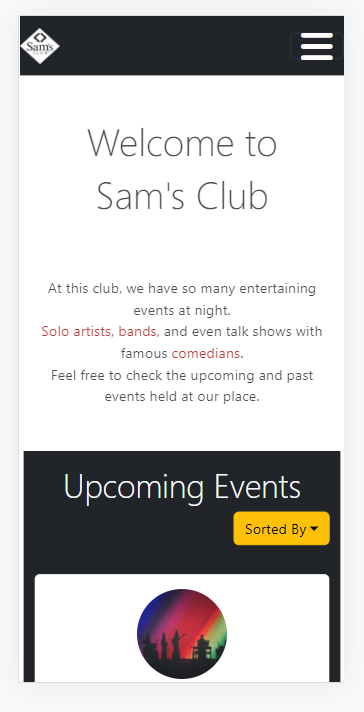 Sam's
CLUB
Welcome to
Sam's Club
At this club, we have so many entertaining
events at night.
Solo artists, bands, and even talk shows with
famous comedians.
Feel free to check the upcoming and past
events held at our place.
Upcoming Events
Sorted By